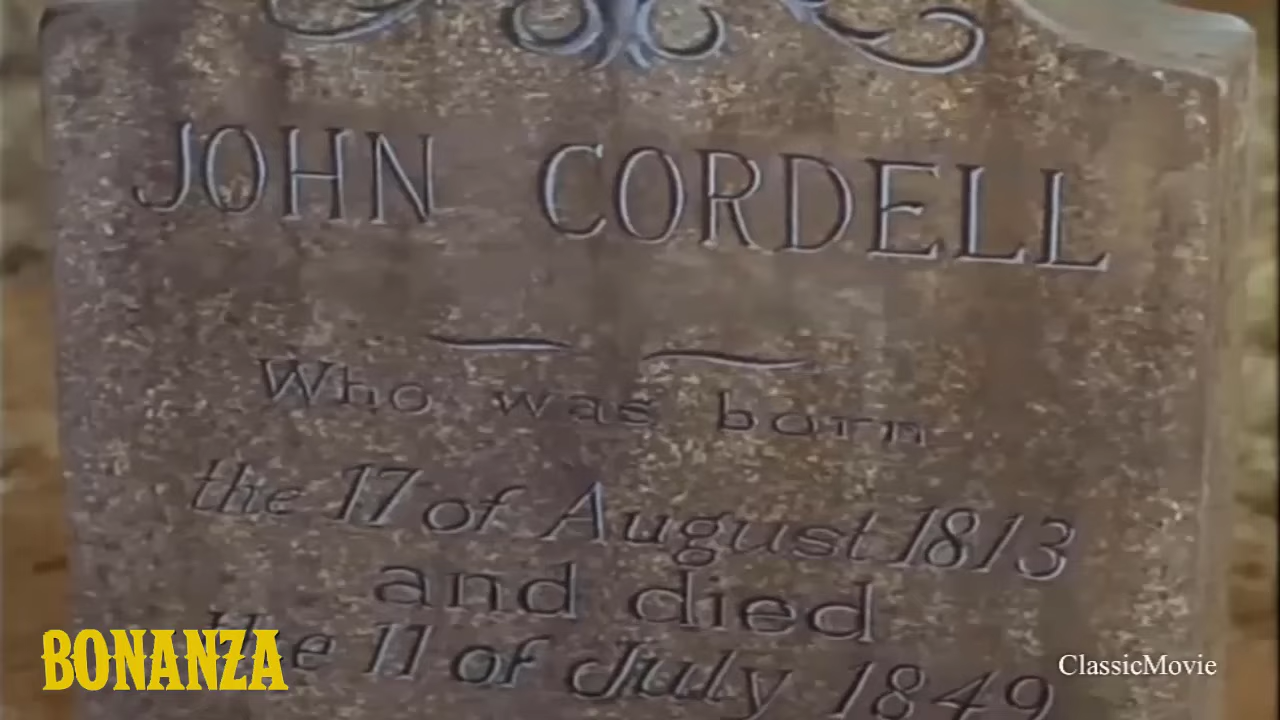 JOHN CORDELL
Who was born
the 17 of August 1813
and died
the 11 of July 1849
BONANZA
ClassicMovie